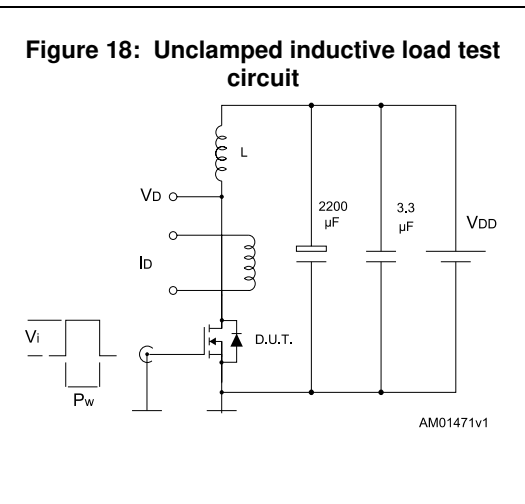 Figure 18: Unclamped inductive load test
circuit
L
VD
2200
µF
3.3
µF
VDD
ID
Vi
D.U.T.
Pw
AM01471v1